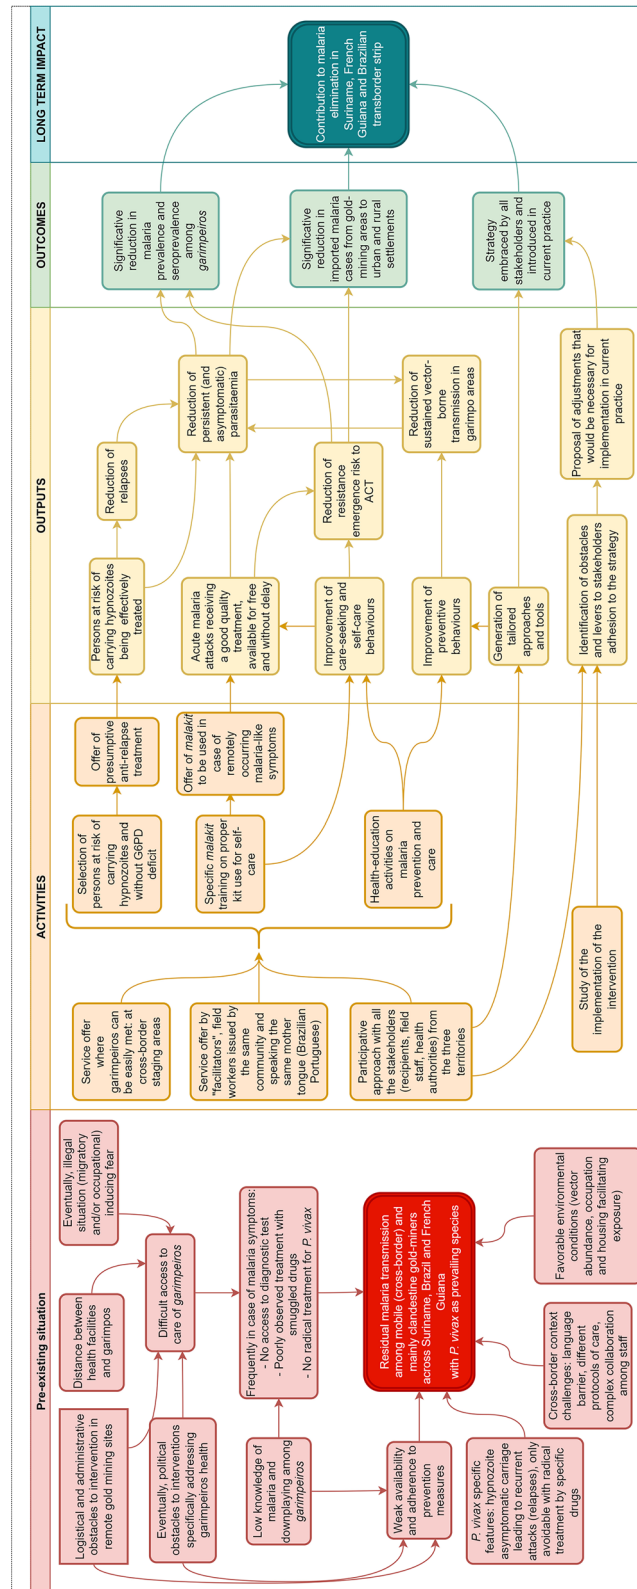 Pre-existing situation
Logistical and administrative
obstacles to intervention in
remote gold mining sites
Distance between
health facilities
and garimpos
Eventually, illegal
situation (migratory
and/or occupational)
inducing fear
Eventually, political
obstacles to interventions
specifically addressing
garimpeiros health
Difficult access to
care of garimpeiros
Low knowledge of
malaria and
downplaying among
garimpeiros
Frequently in case of malaria symptoms:
- No access to diagnostic test
- Poorly observed treatment with
smuggled drugs
- No radical treatment for P. vivax
Weak availability
and adherence to
prevention
measures
Residual malaria transmission
among mobile (cross-border) and
mainly clandestine gold-miners
across Suriname, Brazil and French
Guiana
with P. vivax as prevailing species
P. vivax specific
features: hypnozoite
asymptomatic carriage
leading to recurrent
attacks (relapses), only
avoidable with radical
treatment by specific
drugs
Cross-border context
challenges: language
barrier, different
protocols of care,
complex collaboration
among staff
Favorable environmental
conditions (vector
abundance, occupation
and housing facilitating
exposure)
ACTIVITIES
Service offer
where
garimpeiros can
be easily met: at
cross-border
staging areas
Service offer by
"facilitators", field
workers issued by
the same
community and
speaking the
same mother
tongue (Brazilian
Portuguese)
Participative
approach with all
the stakeholders
(recipients, field
staff, health
authorities) from
the three
territories
Selection of
persons at risk of
carrying
hypnozoites and
without G6PD
deficit
Offer of
presumptive
anti-relapse
treatment
Specific malakit
training on proper
kit use for self-
care
Offer of malakit
to be used in
case of
remotely
occurring
malaria-like
symptoms
Health-education
activities on
malaria
prevention and
care
Study of the
implementation of the
intervention
OUTPUTS
Persons at risk of
carrying hypnozoites
being effectively
treated
Reduction of
relapses
Acute malaria
attacks receiving
a good quality
treatment,
available for free
and without delay
Reduction of
persistent (and
asymptomatic)
parasitaemia
Improvement of
care-seeking and
self-care
behaviours
Reduction of
resistance
emergence risk to
ACT
Improvement of
preventive
behaviours
Reduction of
sustained vector-
borne
transmission in
garimpo areas
Generation of
tailored
approaches
and tools
Identification of obstacles
and levers to stakeholders
adhesion to the strategy
Proposal of adjustments that
would be necessary for
implementation in current
practice
OUTCOMES
Significative
reduction in
malaria
prevalence and
seroprevalence
among
garimpeiros
Significative
reduction in
imported malaria
cases from gold-
mining areas to
urban and rural
settlements
Strategy
embraced by all
stakeholders and
introduced in
current practice
LONG TERM IMPACT
Contribution to malaria
elimination in
Suriname, French
Guiana and Brazilian
transborder strip